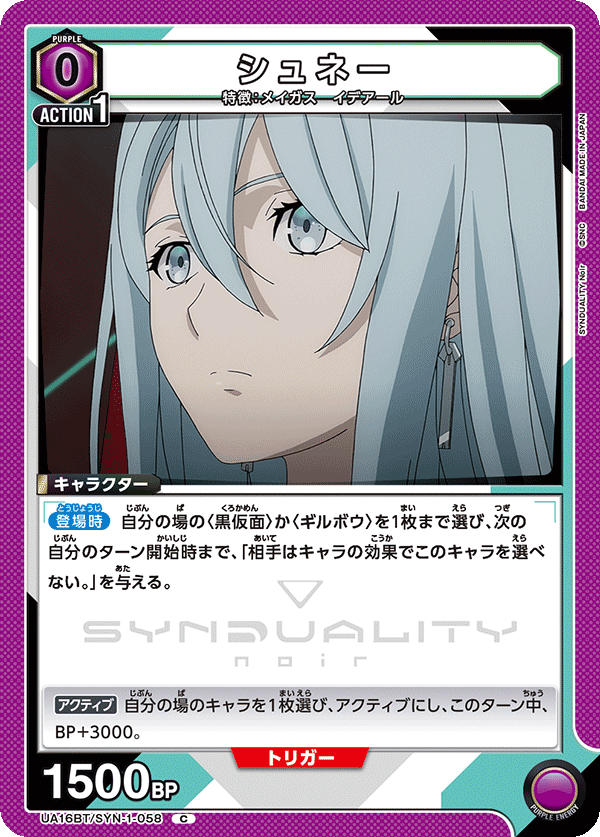 PURPLE
0
ACTION 1
シュネー
特徴:メイガス　イデアール
SYNDUALITY Noir ©SNC BANDAI MADE IN JAPAN
キャラクター
登場時 自分の場の〈黒仮面〉か〈ギルボウ〉を1枚まで選び、次の
自分のターン開始時まで、「相手はキャラの効果でこのキャラを選べ
ない。」を与える。
SYNDUALITY
noir
アクティブ 自分の場のキャラを1枚選び、アクティブにし、このターン中、
BP+3000。
トリガー
1500BP
UA16BT/SYN-1-058 C